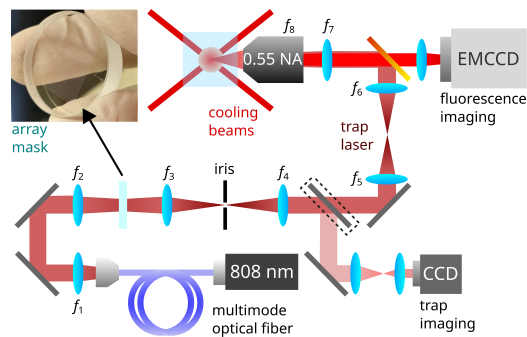 f8
f7
0.55 NA
EMCCD
fluorescence
imaging
f6
cooling
beams
trap
laser
array
mask
f2
f3
iris
f4
f5
f1
808 nm
multimode
optical fiber
CCD
trap
imaging